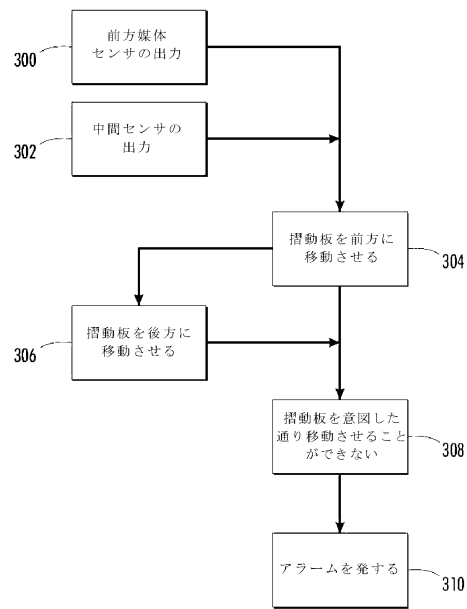 300
前方媒体
センサの出力
302
中間センサの
出力
摺動板を前方に
移動させる
304
306
摺動板を後方に
移動させる
摺動板を意図した
通り移動させること
ができない
308
アラームを発する
310